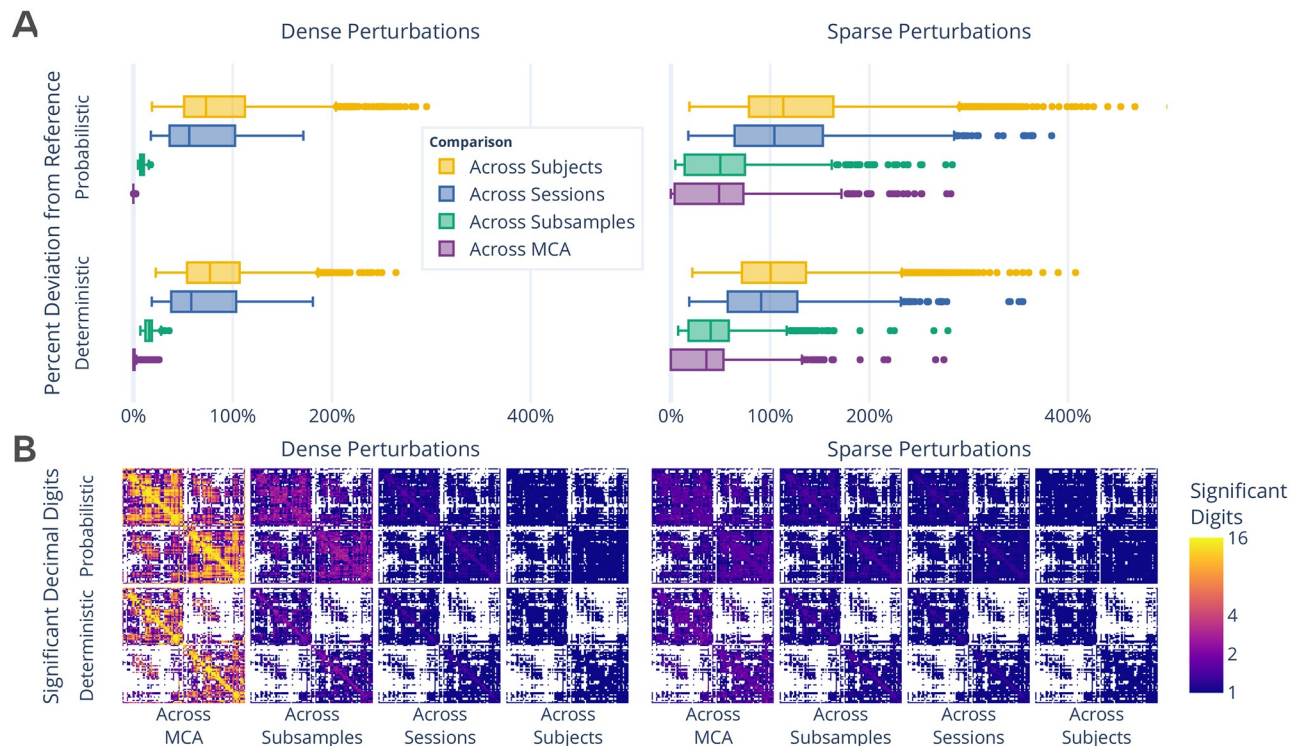 A
Dense Perturbations
Sparse Perturbations
Percent Deviation from Reference
Probabilistic
Deterministic
Comparison
Across Subjects
Across Sessions
Across Subsamples
Across MCA
0% 100% 200% 400%
0% 100% 200% 400%
B
Dense Perturbations
Sparse Perturbations
Significant Decimal Digits
Probabilistic
Deterministic
Across
MCA
Across
Subsamples
Across
Sessions
Across
Subjects
Across
MCA
Across
Subsamples
Across
Sessions
Across
Subjects
Significant
Digits
16
4
2
1